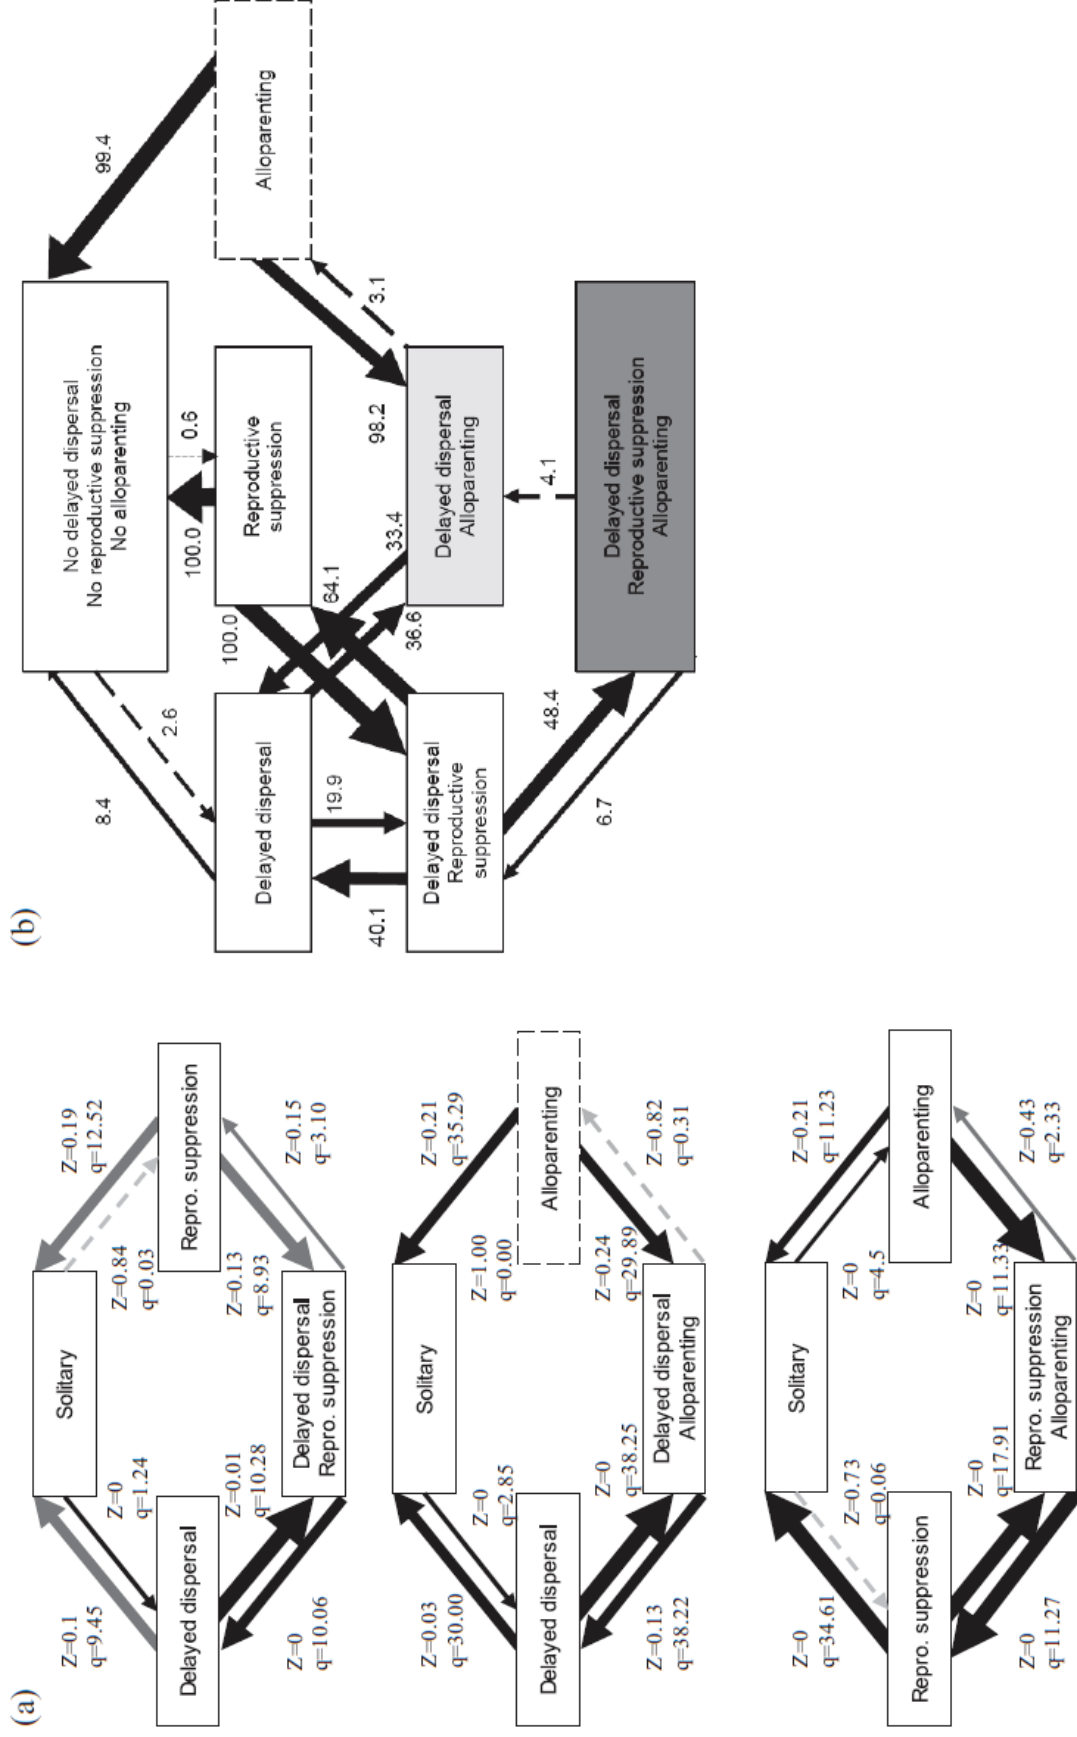 (a)
Solitary
Z=0.1
q=9.45
Z=0
q=1.24
Z=0.84
q=0.03
Z=0.19
q=12.52
Delayed dispersal
Repro. suppression
Z=0
q=10.06
Z=0.01
q=10.28
Z=0.13
q=8.93
Z=0.15
q=3.10
Delayed dispersal
Repro. suppression
Solitary
Z=0.03
q=30.00
Z=0
q=2.85
Z=1.00
q=0.00
Z=0.21
q=35.29
Delayed dispersal
Alloparenting
Z=0.13
q=38.22
Z=0
q=38.25
Z=0.24
q=29.89
Z=0.82
q=0.31
Delayed dispersal
Alloparenting
Solitary
Z=0
q=34.61
Z=0.73
q=0.06
Z=0
q=4.5
Z=0.21
q=11.23
Repro. suppression
Alloparenting
Z=0
q=11.27
Z=0
q=17.91
Z=0
q=11.33
Z=0.43
q=2.33
Repro. suppression
Alloparenting
(b)
No delayed dispersal
No reproductive suppression
No alloparenting
8.4
2.6
100.0
0.6
99.4
Delayed dispersal
Reproductive
suppression
Alloparenting
40.1
19.9
100.0
64.1
36.6
33.4
98.2
3.1
Delayed dispersal
Reproductive
suppression
Delayed dispersal
Alloparenting
6.7
48.4
4.1
Delayed dispersal
Reproductive suppression
Alloparenting